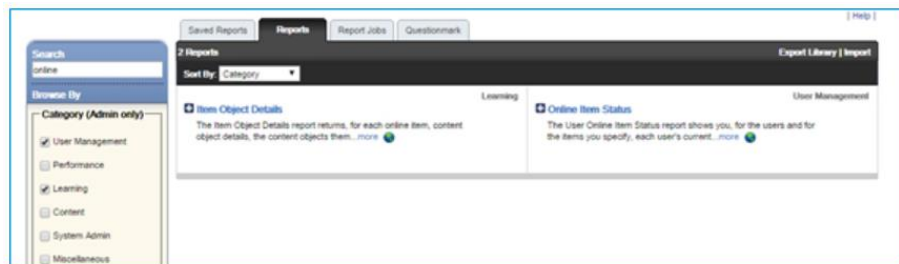 | Help |
Saved Reports Reports Report Jobs Questionmark
Search
online
Browse By
Category (Admin only)
User Management
Performance
Learning
Content
System Admin
Miscellaneous
2 Reports Export Library | Import
Sort By: Category
Learning
Item Object Details
The Item Object Details report returns, for each online item, content
object details, the content objects them...more
User Management
Online Item Status
The User Online Item Status report shows you, for the users and for
the items you specify, each user's current...more